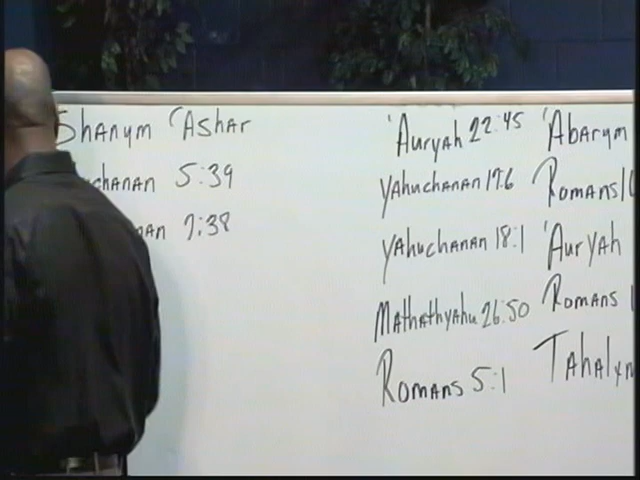 Shanym 'Ashar
chanan 5:39
nan 7:38
'Auryah 22:45
Yahuchanan 17:6
Yahuchanan 18:1
Mathathyahu 26:50
Romans 5:1
'Abarym
Romans
'Auryah
Romans
Tahalym